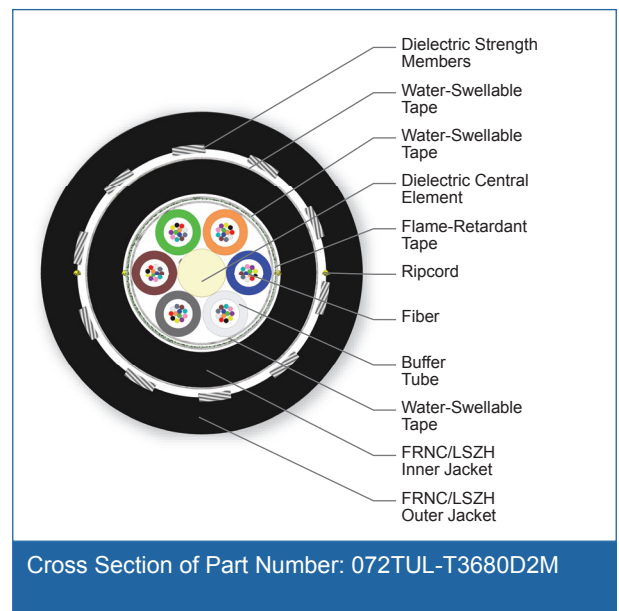 Dielectric Strength
Members
Water-Swellable
Tape
Water-Swellable
Tape
Dielectric Central
Element
Flame-Retardant
Tape
Ripcord
Fiber
Buffer
Tube
Water-Swellable
Tape
FRNC/LSZH
Inner Jacket
FRNC/LSZH
Outer Jacket
Cross Section of Part Number: 072TUL-T3680D2M